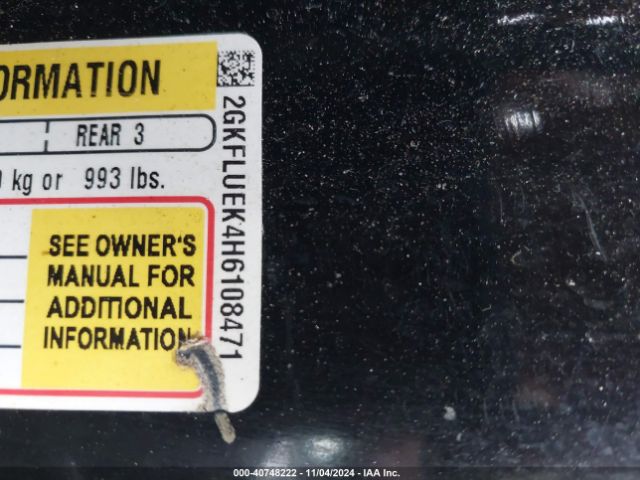 ORMATION
REAR 3
kg or 993 lbs.
SEE OWNER'S
MANUAL FOR
ADDITIONAL
INFORMATION
2GKFLUEK4H6108471
000-40748222 - 11/04/2024 - IAA Inc.